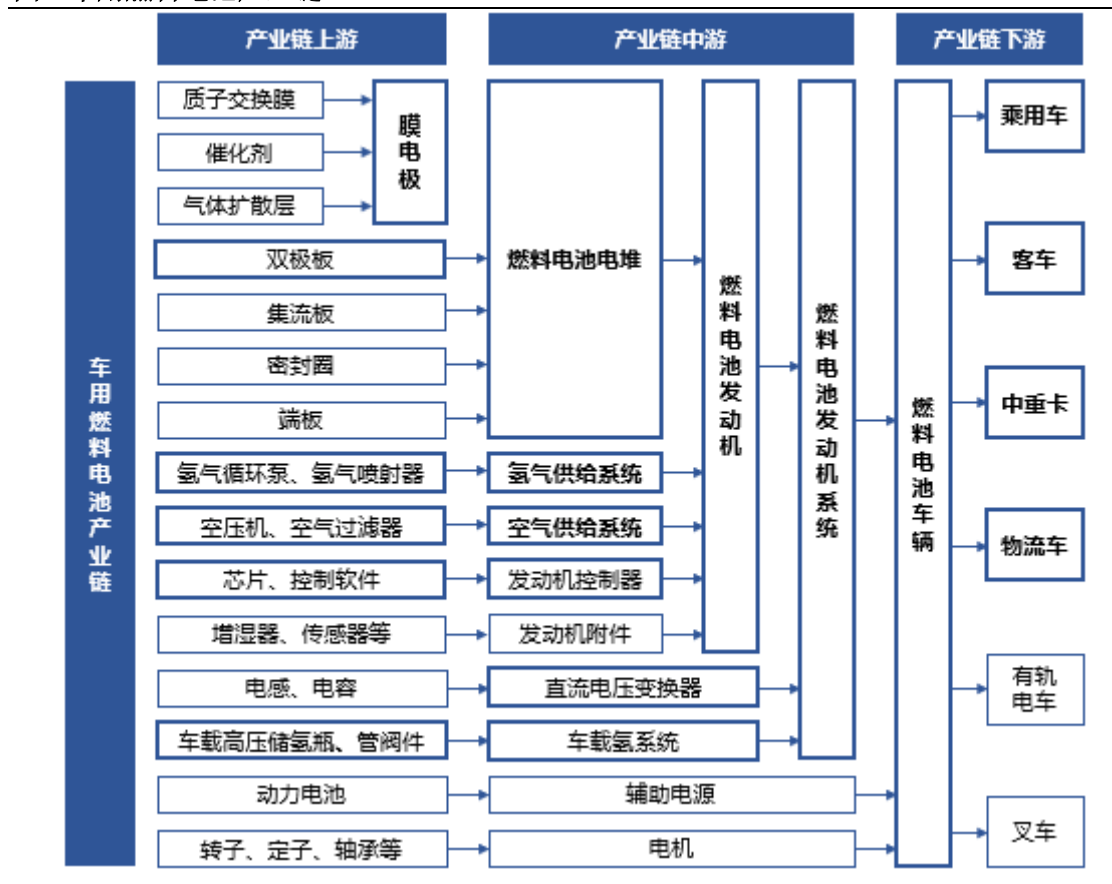 产业链上游
产业链中游
产业链下游
车用燃料电池产业链
质子交换膜
催化剂
气体扩散层
膜电极
双极板
集流板
密封圈
端板
氢气循环泵、氢气喷射器
空压机、空气过滤器
芯片、控制软件
增湿器、传感器等
电感、电容
车载高压储氢瓶、管阀件
动力电池
转子、定子、轴承等
燃料电池电堆
氢气供给系统
空气供给系统
发动机控制器
发动机附件
直流电压变换器
车载氢系统
辅助电源
电机
燃料电池发动机
燃料电池发动机系统
燃料电池车辆
乘用车
客车
中重卡
物流车
有轨
电车
叉车